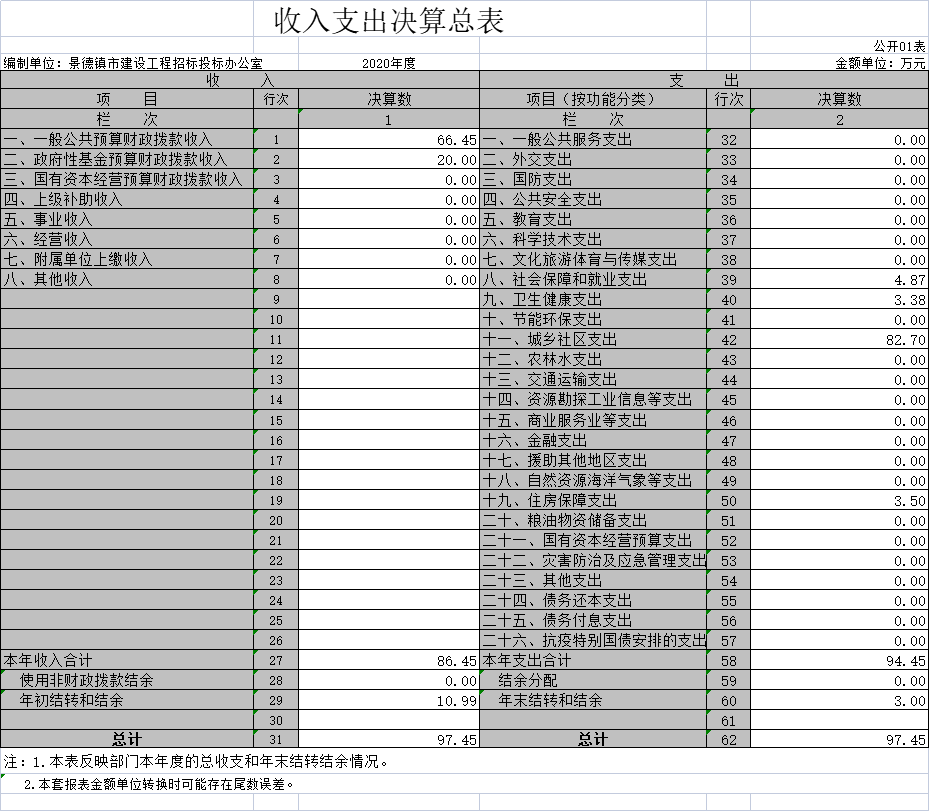 收入支出决算总表
公开01表
编制单位：景德镇市建设工程招标投标办公室 2020年度 金额单位：万元
收 入 支 出
项 目 行次 决算数 项目（按功能分类） 行次 决算数
栏 次 1 栏 次 2
一、一般公共预算财政拨款收入 1 66.45 一、一般公共服务支出 32 0.00
二、政府性基金预算财政拨款收入 2 20.00 二、外交支出 33 0.00
三、国有资本经营预算财政拨款收入 3 0.00 三、国防支出 34 0.00
四、上级补助收入 4 0.00 四、公共安全支出 35 0.00
五、事业收入 5 0.00 五、教育支出 36 0.00
六、经营收入 6 0.00 六、科学技术支出 37 0.00
七、附属单位上缴收入 7 0.00 七、文化旅游体育与传媒支出 38 0.00
八、其他收入 8 0.00 八、社会保障和就业支出 39 4.87
9 九、卫生健康支出 40 3.38
10 十、节能环保支出 41 0.00
11 十一、城乡社区支出 42 82.70
12 十二、农林水支出 43 0.00
13 十三、交通运输支出 44 0.00
14 十四、资源勘探工业信息等支出 45 0.00
15 十五、商业服务业等支出 46 0.00
16 十六、金融支出 47 0.00
17 十七、援助其他地区支出 48 0.00
18 十八、自然资源海洋气象等支出 49 0.00
19 十九、住房保障支出 50 3.50
20 二十、粮油物资储备支出 51 0.00
21 二十一、国有资本经营预算支出 52 0.00
22 二十二、灾害防治及应急管理支出 53 0.00
23 二十三、其他支出 54 0.00
24 二十四、债务还本支出 55 0.00
25 二十五、债务付息支出 56 0.00
26 二十六、抗疫特别国债安排的支出 57 0.00
本年收入合计 27 86.45 本年支出合计 58 94.45
使用非财政拨款结余 28 0.00 结余分配 59 0.00
年初结转和结余 29 10.99 年末结转和结余 60 3.00
30 61
总计 31 97.45 总计 62 97.45
注：1.本表反映部门本年度的总收支和年末结转结余情况。
2.本套报表金额单位转换时可能存在尾数误差。